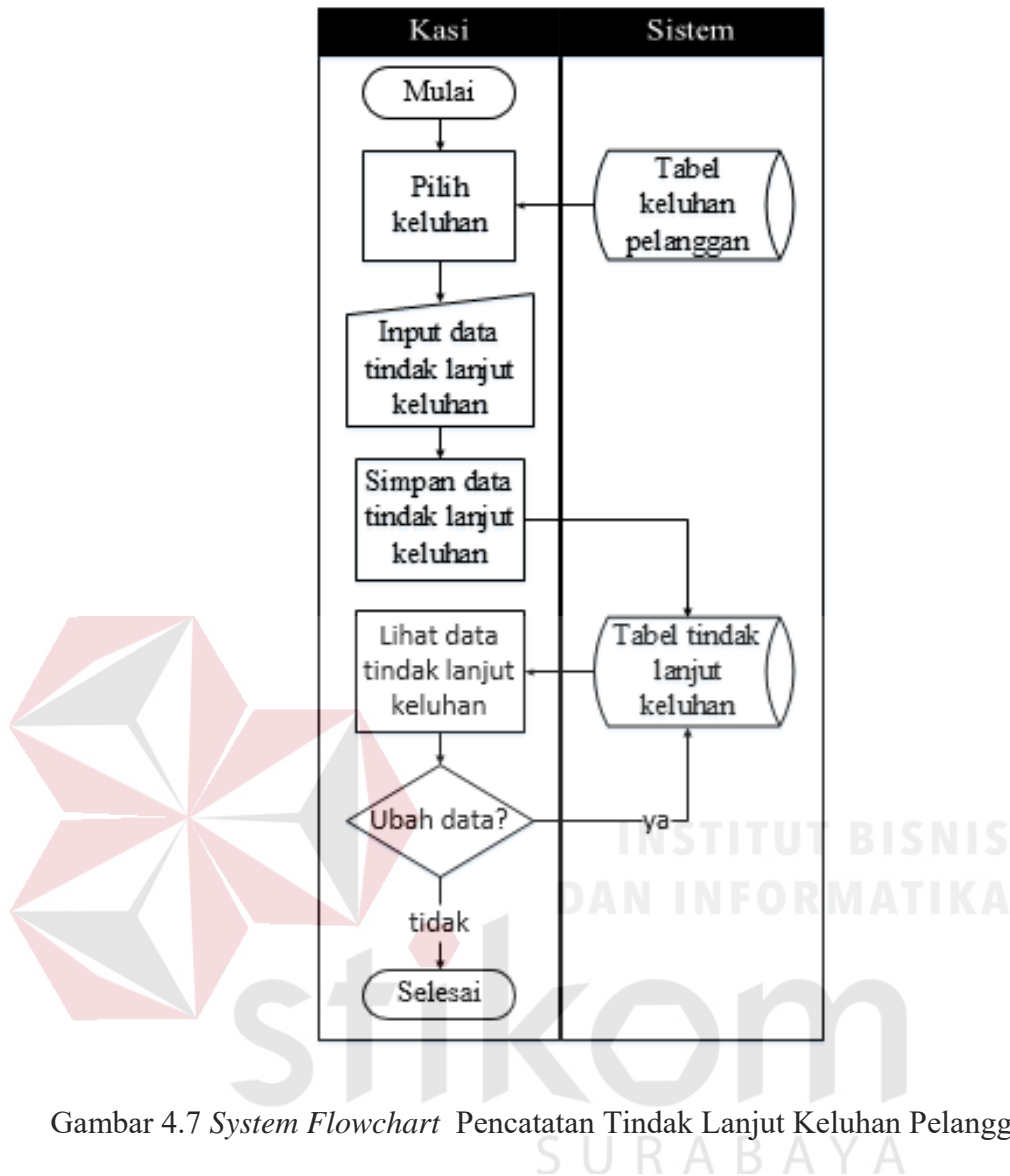 Kasi
Sistem
Mulai
Pilih
keluhan
Tabel
keluhan
pelanggan
Input data
tindak lanjut
keluhan
Simpan data
tindak lanjut
keluhan
Lihat data
tindak lanjut
keluhan
Tabel tindak
lanjut
keluhan
Ubah data?
ya
tidak
Selesai
INSTITUT BISNIS
DAN INFORMATIKA
stikom
SURABAYA
Gambar 4.7 System Flowchart Pencatatan Tindak Lanjut Keluhan Pelangg